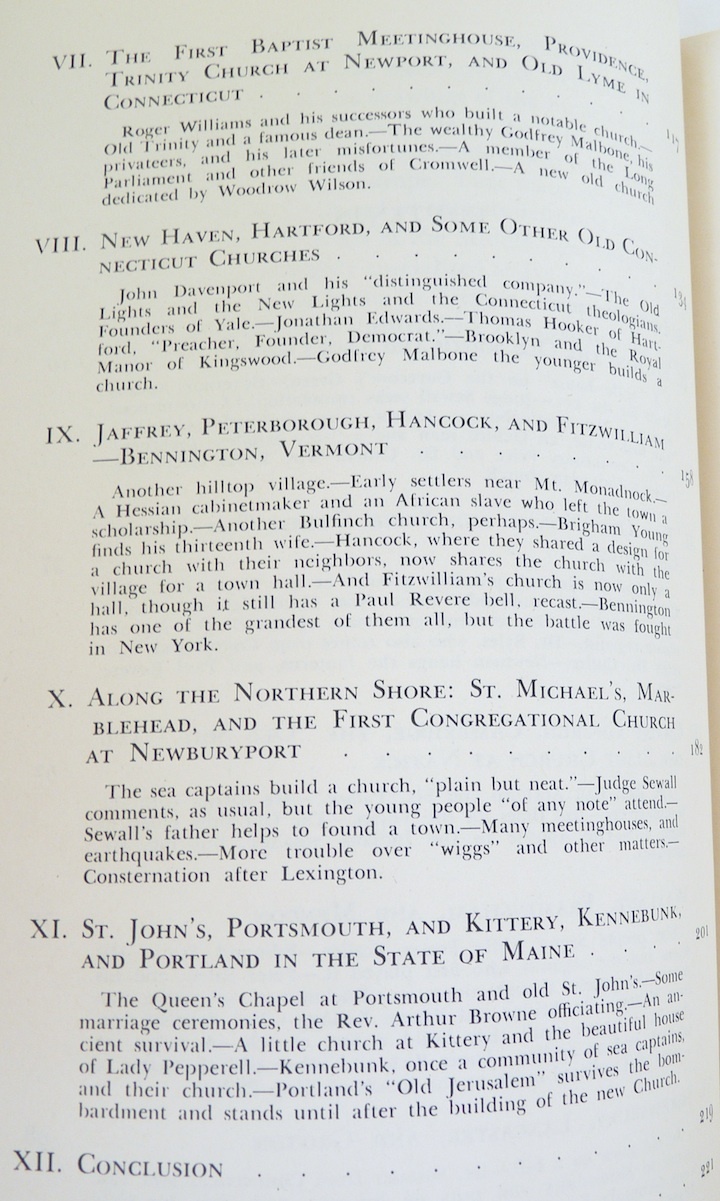 VII. The First Baptist Meetinghouse, Providence,
Trinity Church at Newport, and Old Lyme in
Connecticut . . . . . . . . . . 117
Roger Williams and his successors who built a notable church.—
Old Trinity and a famous dean.—The wealthy Godfrey Malbone, his
privateers, and his later misfortunes.—A member of the Long
Parliament and other friends of Cromwell.—A new old church
dedicated by Woodrow Wilson.
VIII. New Haven, Hartford, and Some Other Old Con-
necticut Churches . . . . . . . . 134
John Davenport and his "distinguished company."—The Old
Lights and the New Lights and the Connecticut theologians.
Founders of Yale.—Jonathan Edwards.—Thomas Hooker of Hart-
ford, "Preacher, Founder, Democrat."—Brooklyn and the Royal
Manor of Kingswood.—Godfrey Malbone the younger builds a
church.
IX. Jaffrey, Peterborough, Hancock, and Fitzwilliam
—Bennington, Vermont . . . . . . . 158
Another hilltop village.—Early settlers near Mt. Monadnock.—
A Hessian cabinetmaker and an African slave who left the town a
scholarship.—Another Bulfinch church, perhaps.—Brigham Young
finds his thirteenth wife.—Hancock, where they shared a design for
a church with their neighbors, now shares the church with the
village for a town hall.—And Fitzwilliam's church is now only a
hall, though it still has a Paul Revere bell, recast.—Bennington
has one of the grandest of them all, but the battle was fought
in New York.
X. Along the Northern Shore: St. Michael's, Mar-
blehead, and the First Congregational Church
at Newburyport . . . . . . . . . 182
The sea captains build a church, "plain but neat."—Judge Sewall
comments, as usual, but the young people "of any note" attend.—
Sewall's father helps to found a town.—Many meetinghouses, and
earthquakes.—More trouble over "wiggs" and other matters.—
Consternation after Lexington.
XI. St. John's, Portsmouth, and Kittery, Kennebunk,
and Portland in the State of Maine . . . . 201
The Queen's Chapel at Portsmouth and old St. John's.—Some
marriage ceremonies, the Rev. Arthur Browne officiating.—An an-
cient survival.—A little church at Kittery and the beautiful house
of Lady Pepperell.—Kennebunk, once a community of sea captains,
and their church.—Portland's "Old Jerusalem" survives the bom-
bardment and stands until after the building of the new Church.
XII. Conclusion . . . . . . . . . 219
221